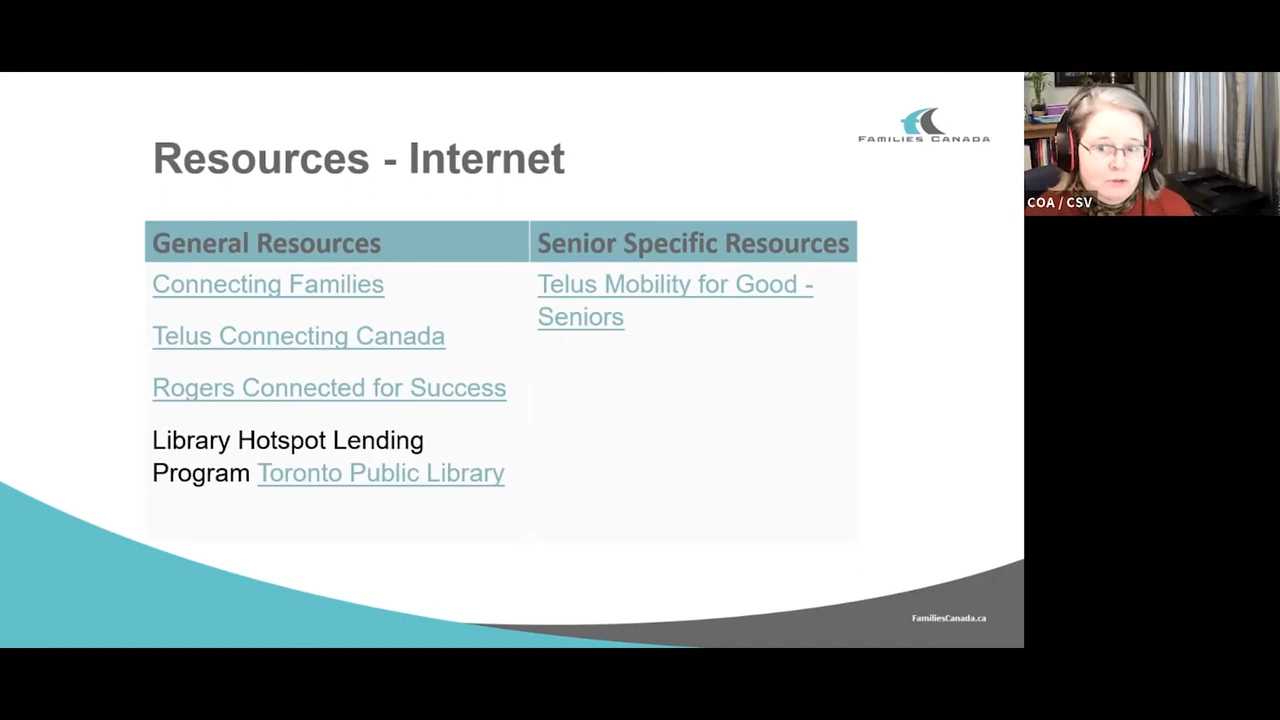 FAMILIES CANADA
Resources - Internet
COA / CSV
General Resources
Senior Specific Resources
Connecting Families
Telus Connecting Canada
Rogers Connected for Success
Library Hotspot Lending
Program Toronto Public Library
Telus Mobility for Good -
Seniors
FamiliesCanada.ca